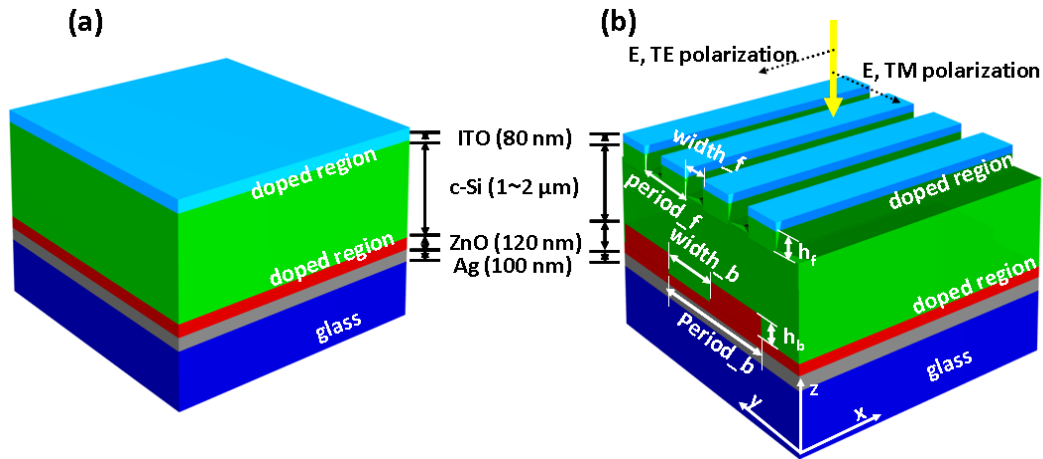 (a)
(b)
E, TE polarization
E, TM polarization
ITO (80 nm)
c-Si (1~2 μm)
ZnO (120 nm)
Ag (100 nm)
doped region
doped region
glass
width_f
period_f
width_b
Period_b
doped region
h_f
doped region
h_b
glass
z
y
x